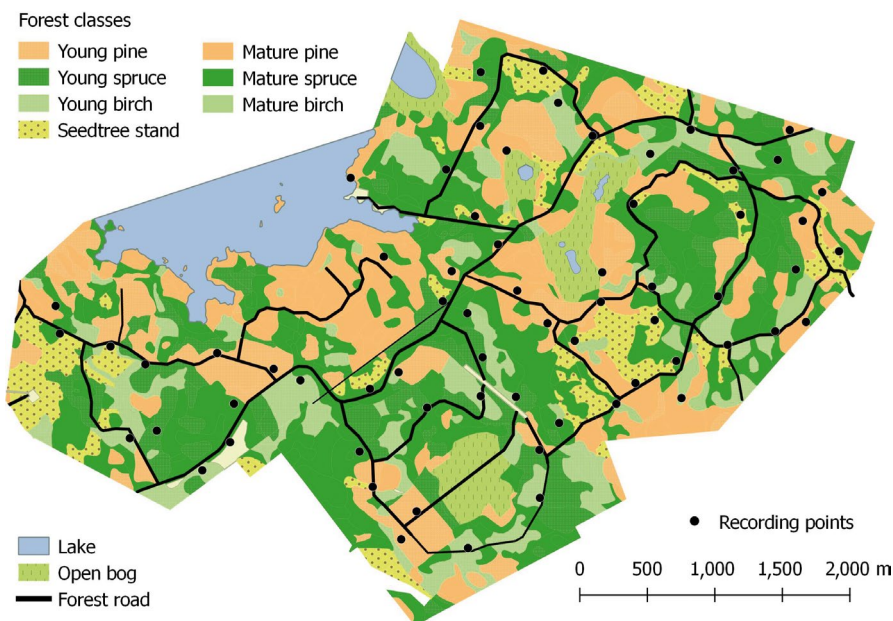 Forest classes
Young pine
Mature pine
Young spruce
Mature spruce
Young birch
Mature birch
Seedtree stand
Lake
Open bog
Forest road
Recording points
0 500 1,000 1,500 2,000 m